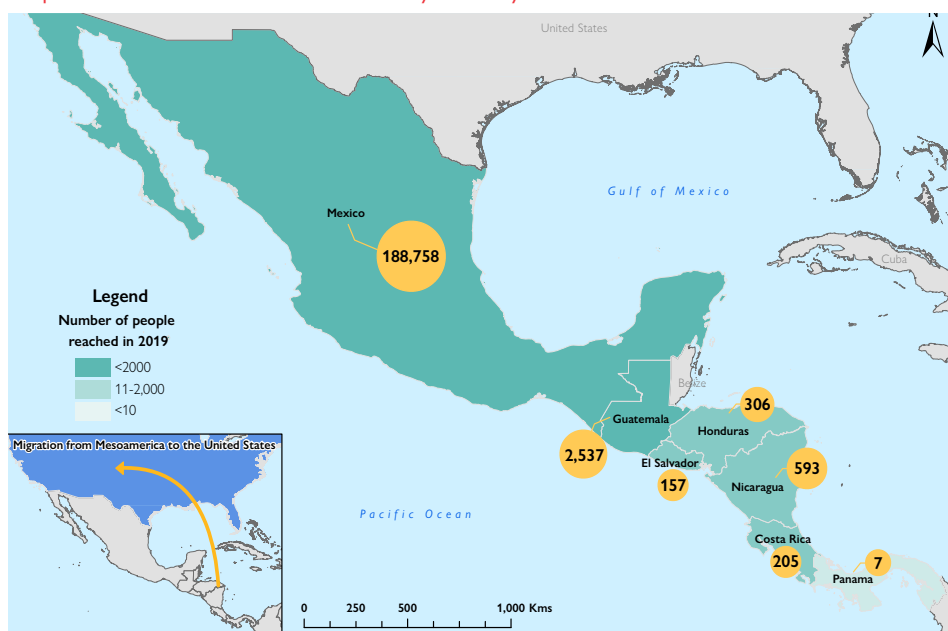 United States
N
Gulf of Mexico
Mexico
188,758
Cuba
Legend
Number of people
reached in 2019
<2000
11-2,000
<10
Belize
306
Guatemala
Honduras
2,537
El Salvador
593
157
Nicaragua
Migration from Mesoamerica to the United States
Pacific Ocean
Costa Rica
205
7
Panama
0 250 500 1,000 Kms